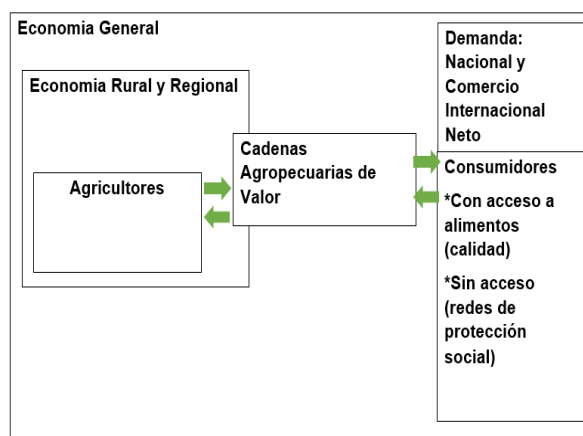 Economia General
Economia Rural y Regional
Agricultores
Cadenas
Agropecuarias de
Valor
Demanda:
Nacional y
Comercio
Internacional
Neto
Consumidores
*Con acceso a
alimentos
(calidad)
*Sin acceso
(redes de
protección
social)